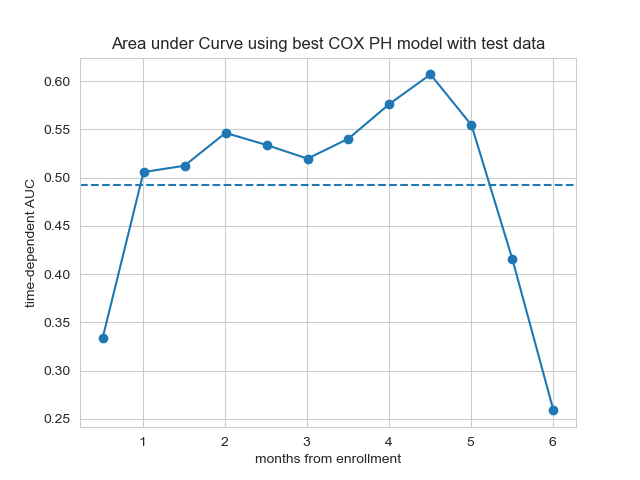 Area under Curve using best COX PH model with test data
time-dependent AUC
0.60
0.55
0.50
0.45
0.40
0.35
0.30
0.25
1 2 3 4 5 6
months from enrollment